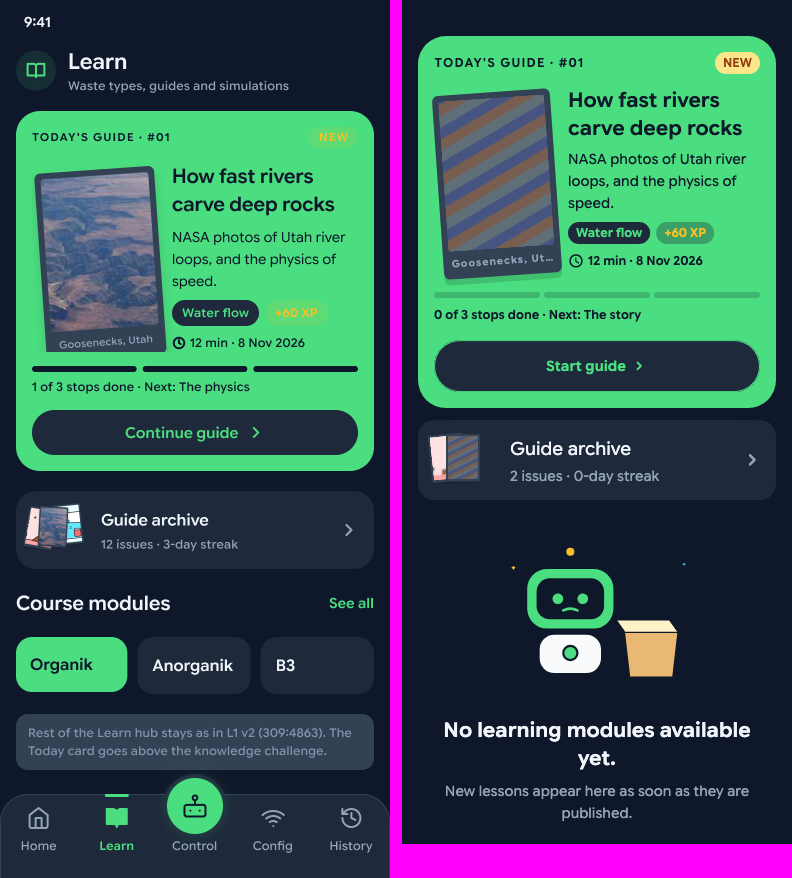 9:41
Learn
Waste types, guides and simulations
TODAY'S GUIDE · #01
NEW
How fast rivers
carve deep rocks
NASA photos of Utah river
loops, and the physics of
speed.
Water flow
+60 XP
12 min · 8 Nov 2026
Goosenecks, Utah
1 of 3 stops done · Next: The physics
Continue guide
Guide archive
12 issues · 3-day streak
Course modules
See all
Organik
Anorganik
B3
Rest of the Learn hub stays as in L1 v2 (309:4863). The
Today card goes above the knowledge challenge.
Home
Learn
Control
Config
History
TODAY'S GUIDE · #01
NEW
How fast rivers
carve deep rocks
NASA photos of Utah river
loops, and the physics of
speed.
Water flow
+60 XP
12 min · 8 Nov 2026
Goosenecks, Ut...
0 of 3 stops done · Next: The story
Start guide
Guide archive
2 issues · 0-day streak
No learning modules available
yet.
New lessons appear here as soon as they are
published.